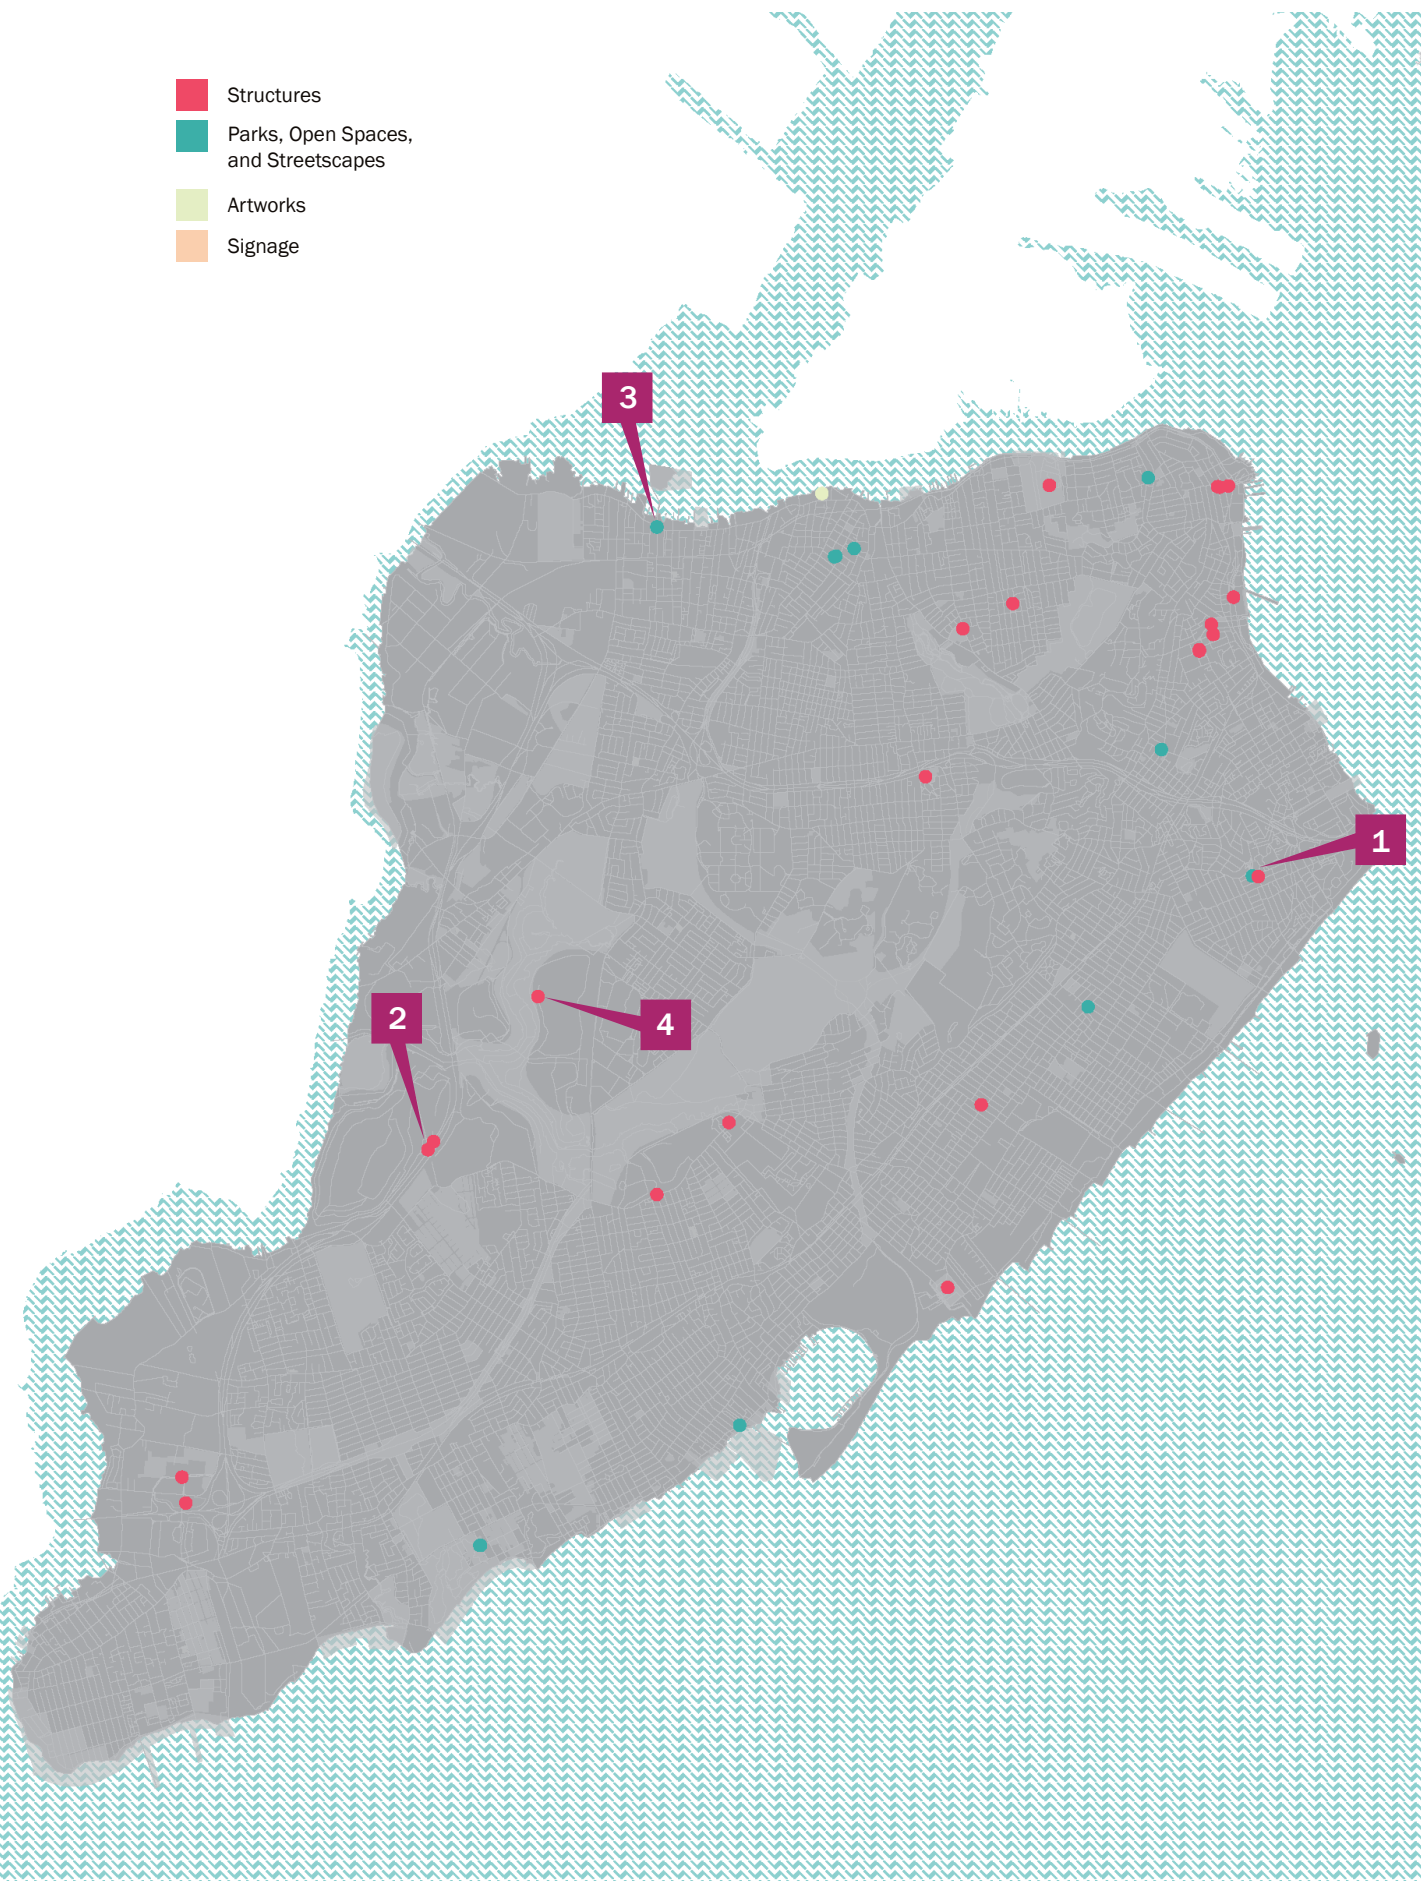 Structures
Parks, Open Spaces,
and Streetscapes
Artworks
Signage
3
1
2
4